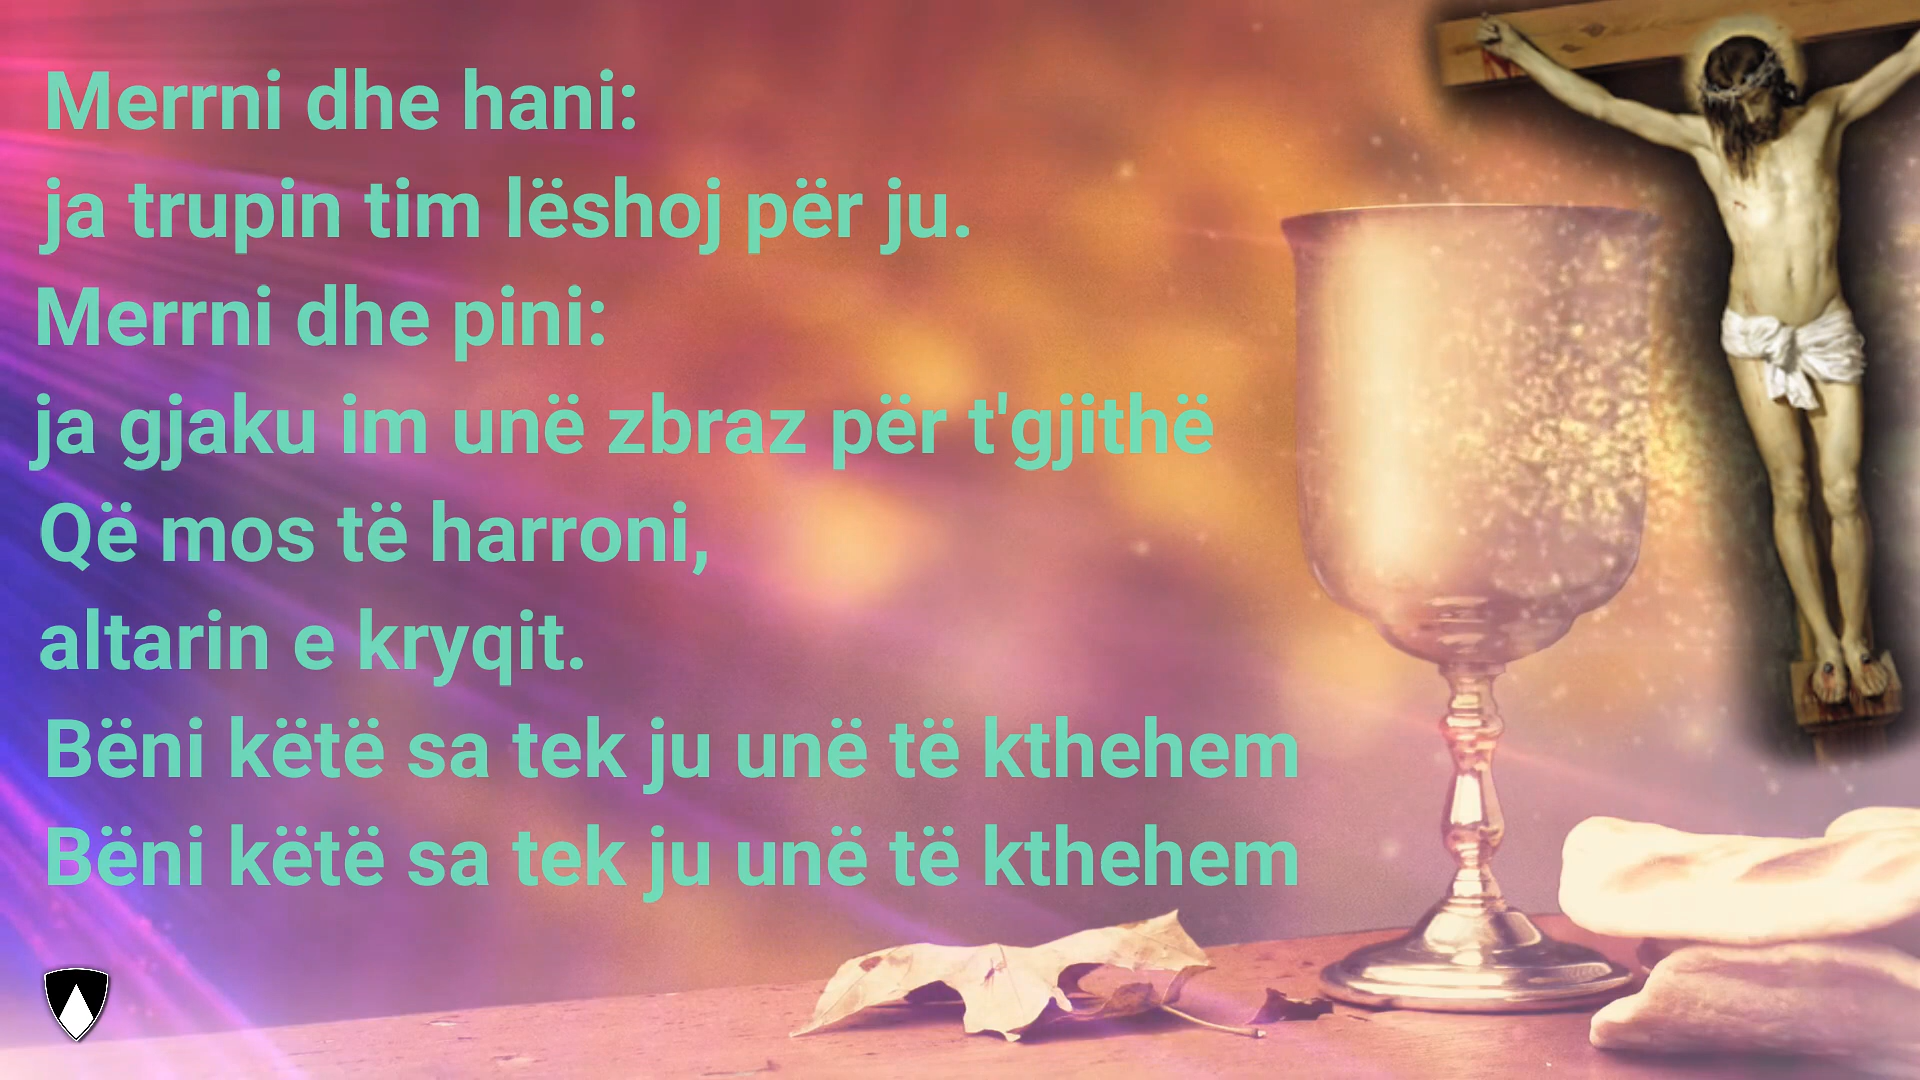 Merrni dhe hani:
ja trupin tim lëshoj për ju.
Merrni dhe pini:
ja gjaku im unë zbraz për t'gjithë
Që mos të harroni,
altarin e kryqit.
Bëni këtë sa tek ju unë të kthehem
Bëni këtë sa tek ju unë të kthehem